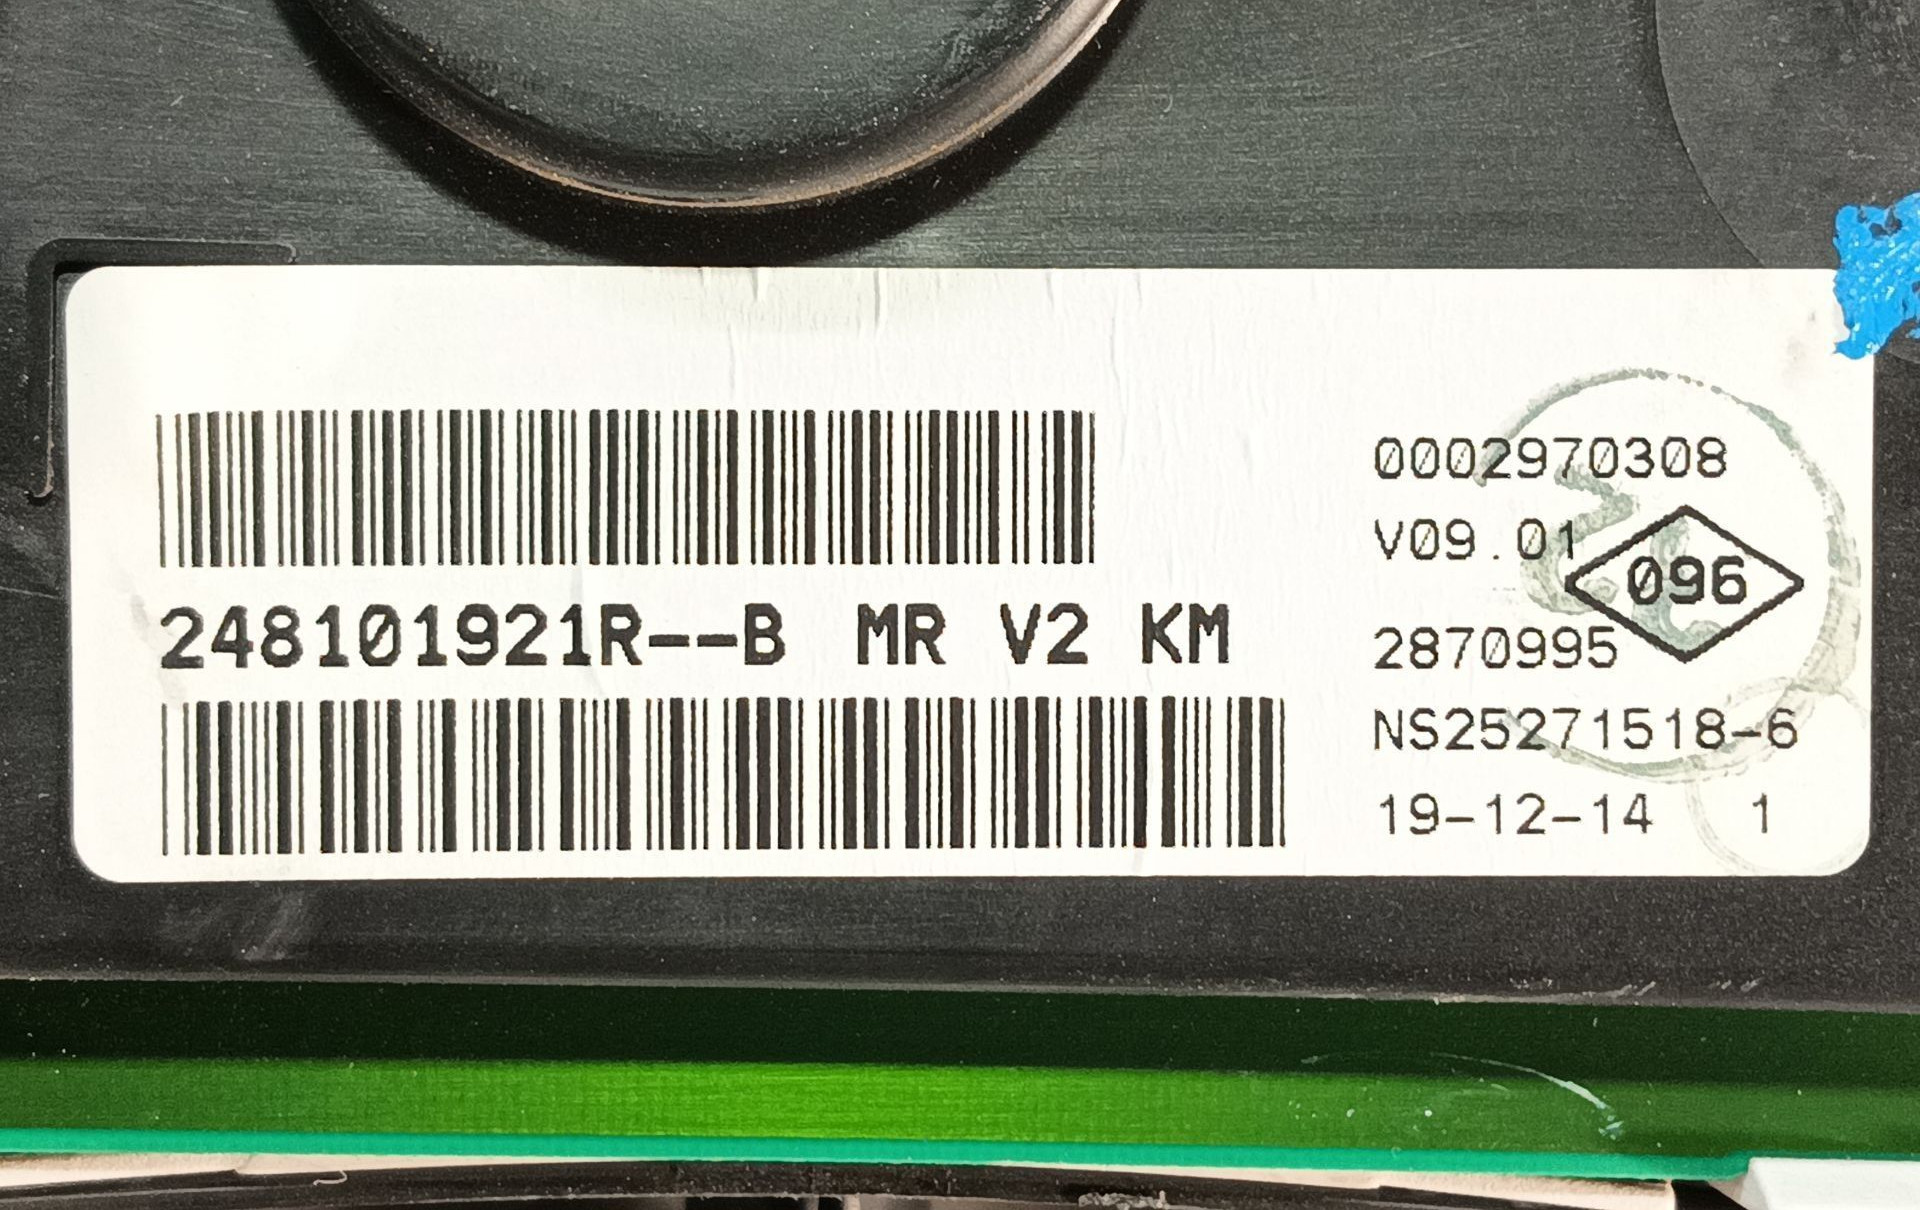 248101921R--B MR V2 KM
0002970308
V09.01
096
2870995
NS25271518-6
19-12-14 1